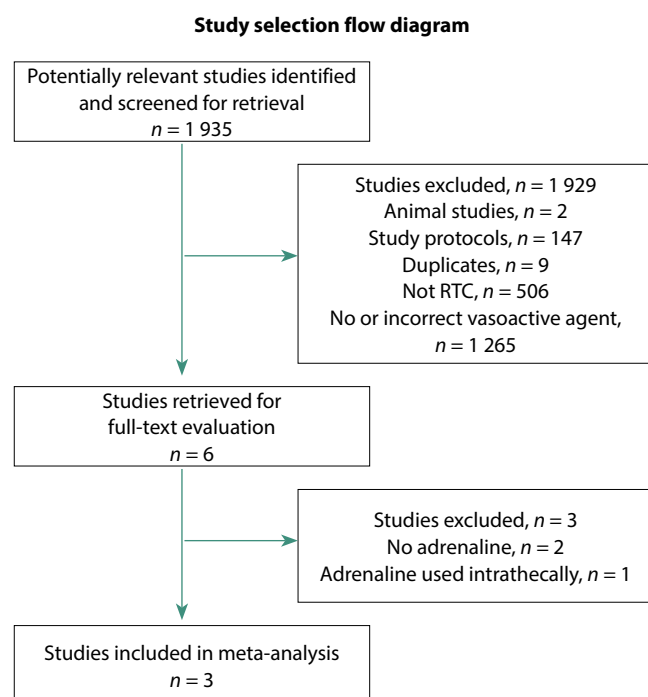 Study selection flow diagram
Potentially relevant studies identified
and screened for retrieval
n = 1 935
Studies excluded, n = 1 929
Animal studies, n = 2
Study protocols, n = 147
Duplicates, n = 9
Not RTC, n = 506
No or incorrect vasoactive agent,
n = 1 265
Studies retrieved for
full-text evaluation
n = 6
Studies excluded, n = 3
No adrenaline, n = 2
Adrenaline used intrathecally, n = 1
Studies included in meta-analysis
n = 3